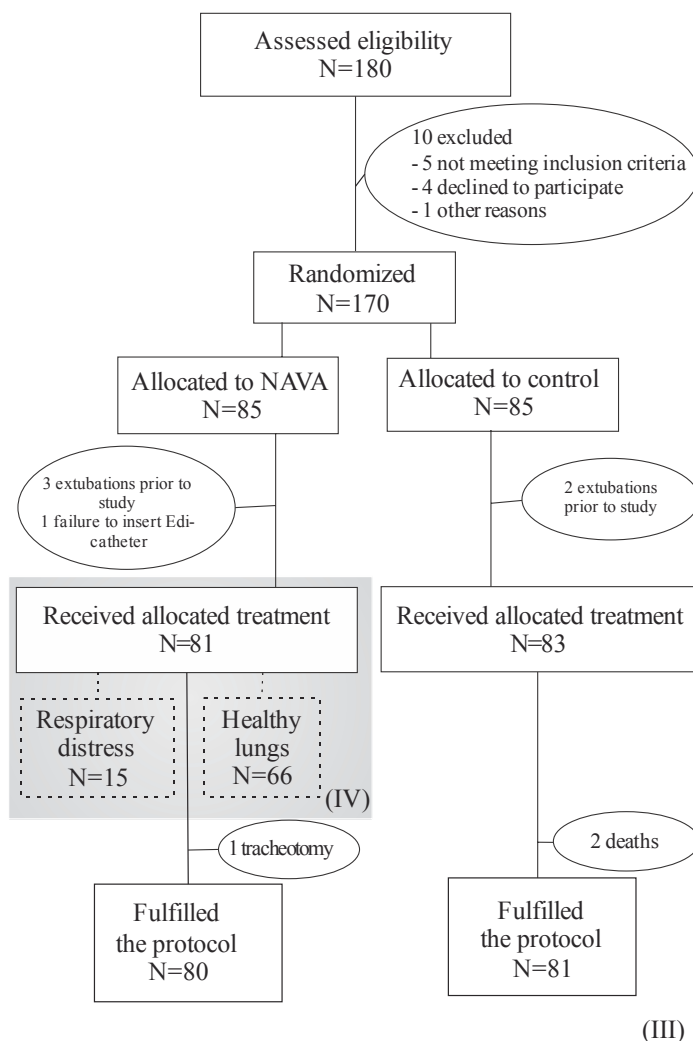 Assessed eligibility
N=180
10 excluded
- 5 not meeting inclusion criteria
- 4 declined to participate
- 1 other reasons
Randomized
N=170
Allocated to NAVA
N=85
Allocated to control
N=85
3 extubations prior to
study
1 failure to insert Edi-
catheter
2 extubations
prior to study
Received allocated treatment
N=81
Received allocated treatment
N=83
Respiratory
distress
N=15
Healthy
lungs
N=66
(IV)
1 tracheotomy
2 deaths
Fulfilled
the protocol
N=80
Fulfilled
the protocol
N=81
(III)